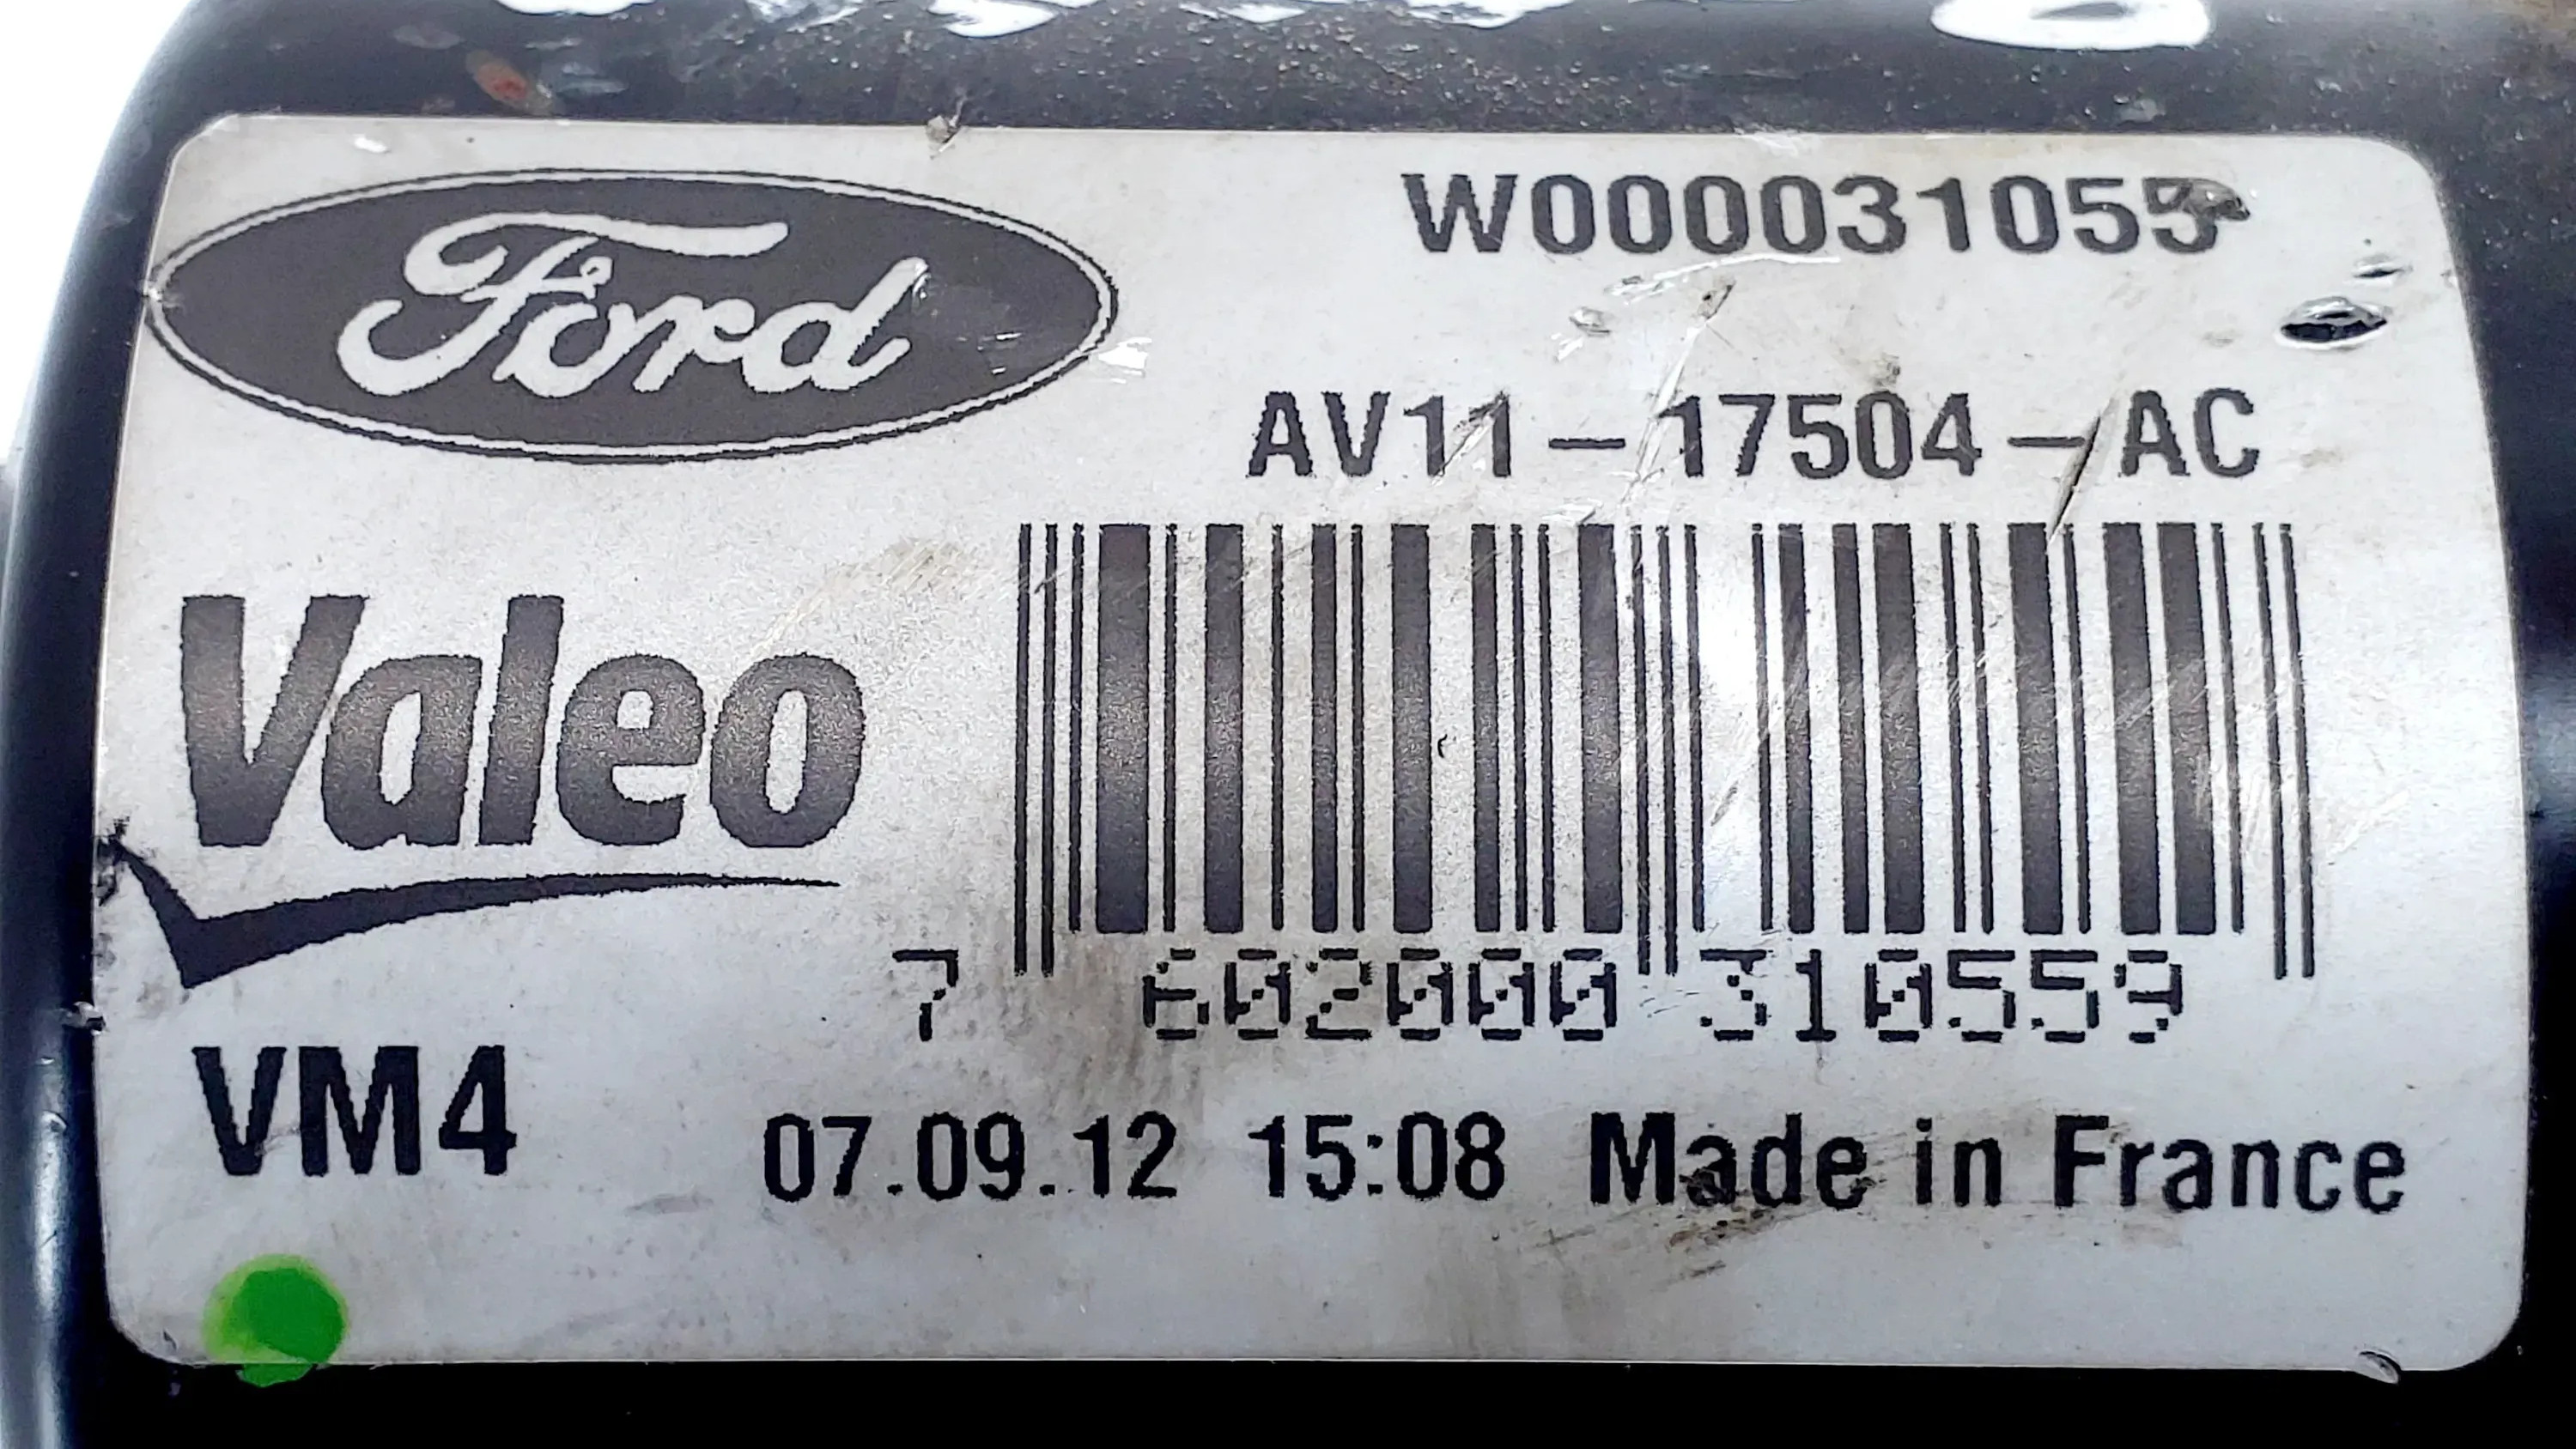 Ford
W000031055
AV11-17504-AC
Valeo
7 602000 310559
VM4
07.09.12 15:08 Made in France